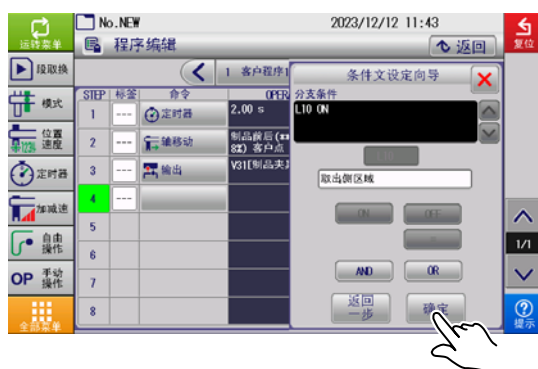 No.NEW 2023/12/12 11:43
运转菜单
程序编辑
返回
复位
段取换
1 客户程序1
条件文设定向导
模式
STEP 标签 命令 OPER
分支条件
1 --- 定时器 2.00 s
L10 ON
位置
速度
2 --- 轴移动 制品前后(
客户点
定时器
3 --- 输出 V31[制品夹
L10
取出侧区域
加减速
4 ---
ON OFF
自由
操作
5
6
1/1
OP 手动
操作
7
AND OR
全部菜单
8
返回
一步
确定
提示